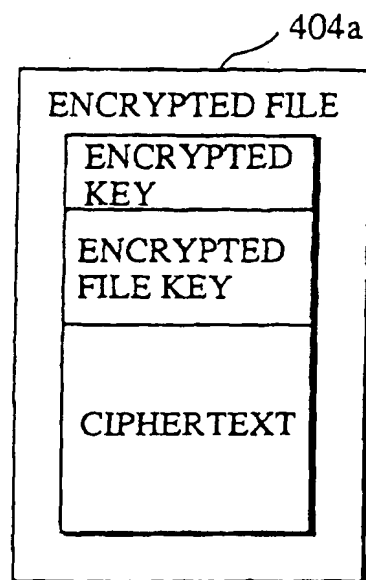 404a
ENCRYPTED FILE
ENCRYPTED
KEY
ENCRYPTED
FILE KEY
CIPHERTEXT